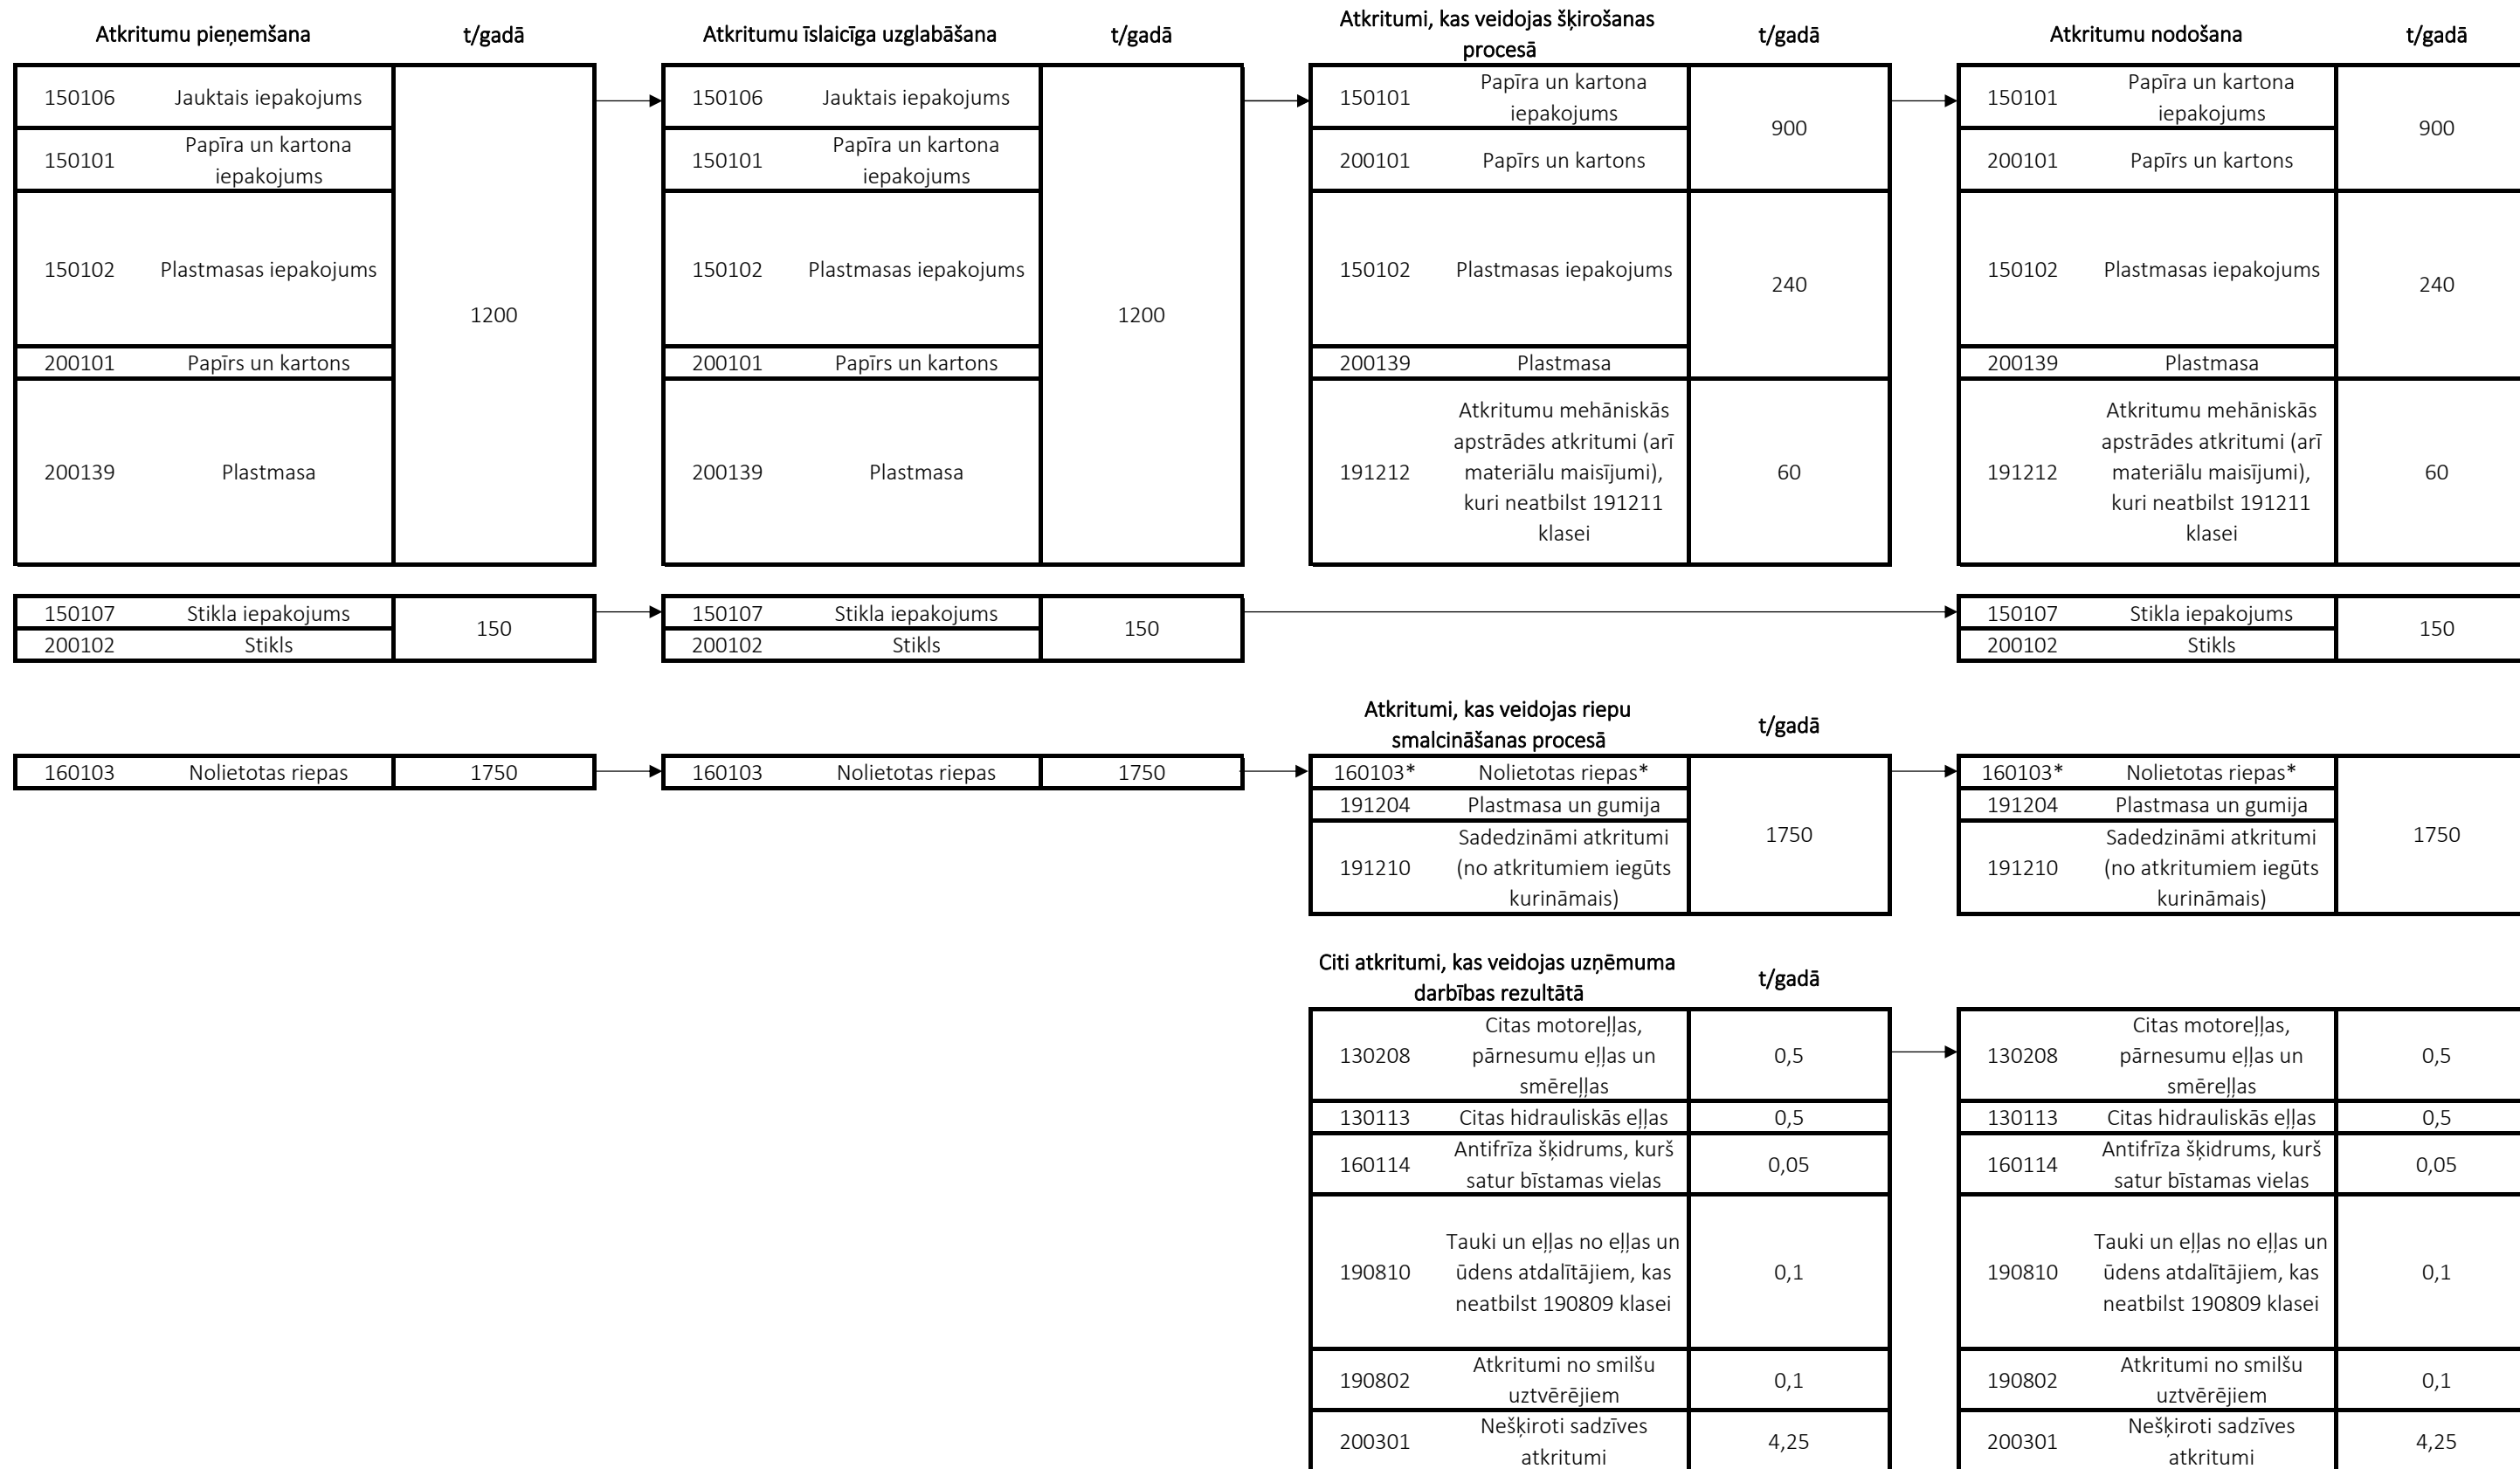 Atkritumu pieņemšana t/gadā Atkritumu īslaicīga uzglabāšana t/gadā Atkritumi, kas veidojas šķirošanas
procesā t/gadā Atkritumu nodošana t/gadā
150106 Jauktais iepakojums
150101 Papīra un kartona
iepakojums
150102 Plastmasas iepakojums
200101 Papīrs un kartons
200139 Plastmasa
1200
150106 Jauktais iepakojums
150101 Papīra un kartona
iepakojums
150102 Plastmasas iepakojums
200101 Papīrs un kartons
200139 Plastmasa
1200
150101 Papīra un kartona
iepakojums
200101 Papīrs un kartons
900
150102 Plastmasas iepakojums
200139 Plastmasa
240
191212 Atkritumu mehāniskās
apstrādes atkritumi (arī
materiālu maisījumi),
kuri neatbilst 191211
klasei
60
150101 Papīra un kartona
iepakojums
200101 Papīrs un kartons
900
150102 Plastmasas iepakojums
200139 Plastmasa
240
191212 Atkritumu mehāniskās
apstrādes atkritumi (arī
materiālu maisījumi),
kuri neatbilst 191211
klasei
60
150107 Stikla iepakojums
200102 Stikls
150
150107 Stikla iepakojums
200102 Stikls
150
150107 Stikla iepakojums
200102 Stikls
150
Atkritumi, kas veidojas riepu
smalcināšanas procesā t/gadā
160103 Nolietotas riepas 1750
160103 Nolietotas riepas 1750
160103* Nolietotas riepas*
191204 Plastmasa un gumija
191210 Sadedzināmi atkritumi
(no atkritumiem iegūts
kurināmais)
1750
160103* Nolietotas riepas*
191204 Plastmasa un gumija
191210 Sadedzināmi atkritumi
(no atkritumiem iegūts
kurināmais)
1750
Citi atkritumi, kas veidojas uzņēmuma
darbības rezultātā t/gadā
130208 Citas motoreļļas,
pārnesumu eļļas un
smēreļļas
0,5
130113 Citas hidrauliskās eļļas 0,5
160114 Antifrīza šķidrums, kurš
satur bīstamas vielas
0,05
190810 Tauki un eļļas no eļļas un
ūdens atdalītājiem, kas
neatbilst 190809 klasei
0,1
190802 Atkritumi no smilšu
uztvērējiem
0,1
200301 Nešķiroti sadzīves
atkritumi
4,25
130208 Citas motoreļļas,
pārnesumu eļļas un
smēreļļas
0,5
130113 Citas hidrauliskās eļļas 0,5
160114 Antifrīza šķidrums, kurš
satur bīstamas vielas
0,05
190810 Tauki un eļļas no eļļas un
ūdens atdalītājiem, kas
neatbilst 190809 klasei
0,1
190802 Atkritumi no smilšu
uztvērējiem
0,1
200301 Nešķiroti sadzīves
atkritumi
4,25